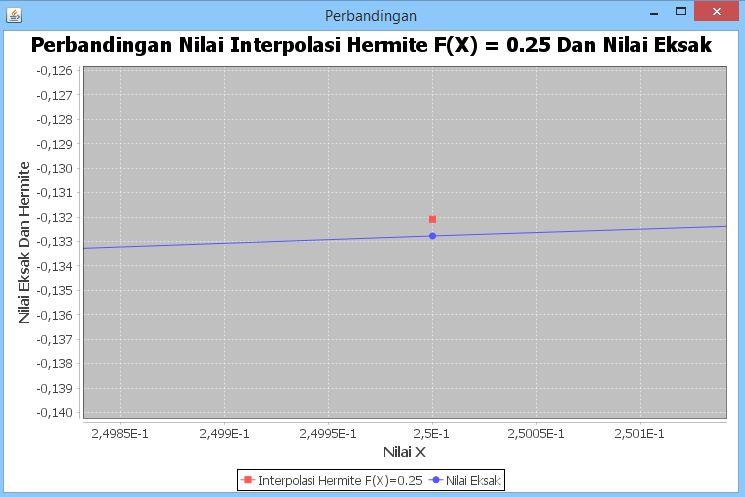 Perbandingan
Perbandingan Nilai Interpolasi Hermite F(X) = 0.25 Dan Nilai Eksak
Nilai Eksak Dan Hermite
-0,126
-0,127
-0,128
-0,129
-0,130
-0,131
-0,132
-0,133
-0,134
-0,135
-0,136
-0,137
-0,138
-0,139
-0,140
2,4985E-1 2,499E-1 2,4995E-1 2,5E-1 2,5005E-1 2,501E-1
Nilai X
Interpolasi Hermite F(X)=0.25 Nilai Eksak